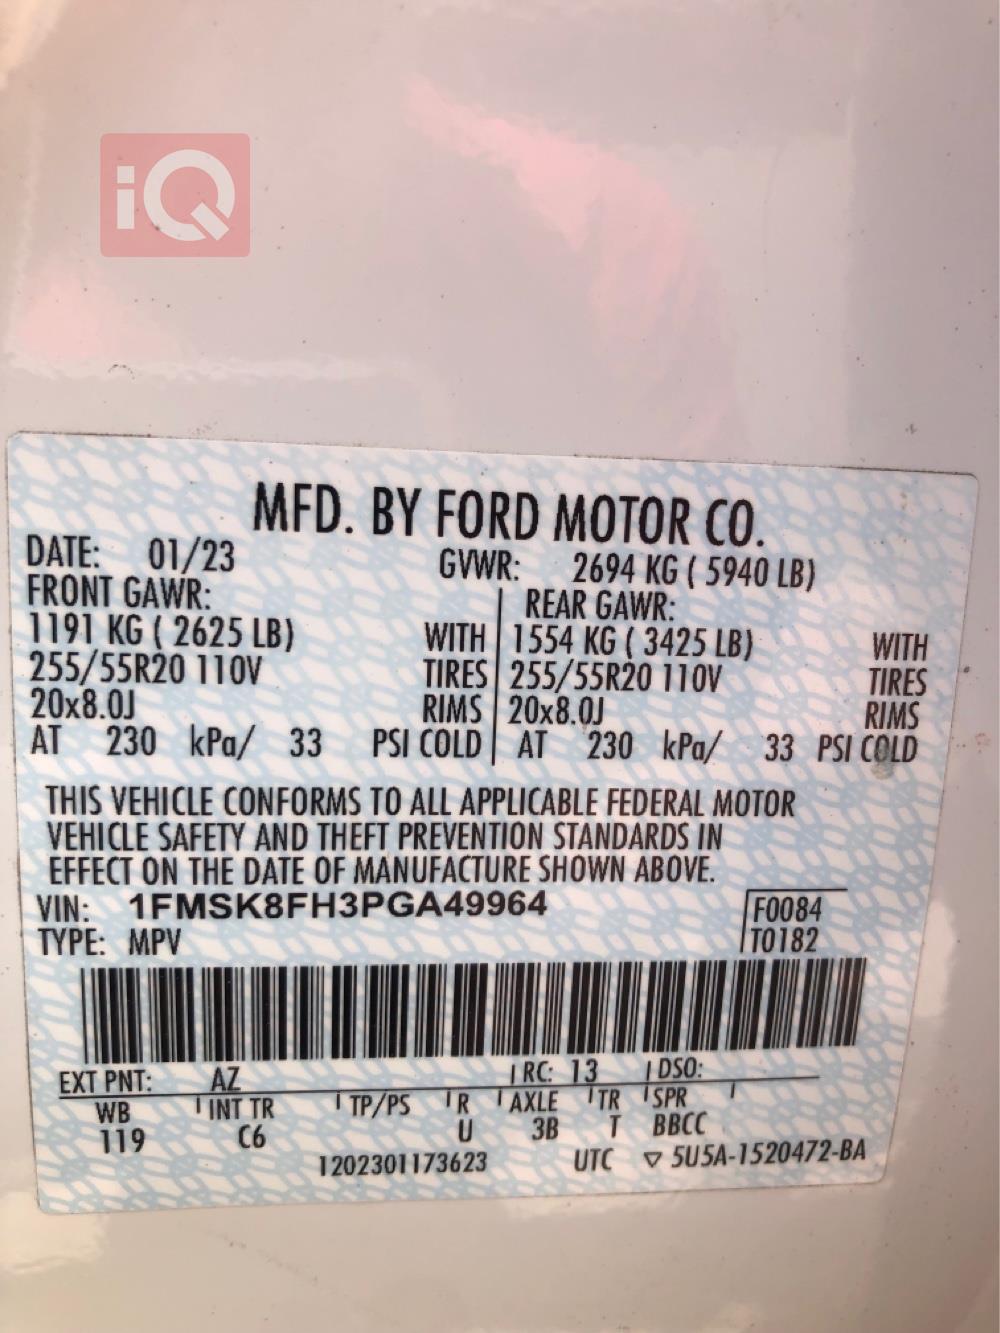 iQ
MFD. BY FORD MOTOR CO.
DATE: 01/23 GVWR: 2694 KG ( 5940 LB)
FRONT GAWR: REAR GAWR:
1191 KG ( 2625 LB) WITH 1554 KG ( 3425 LB) WITH
255/55R20 110V TIRES 255/55R20 110V TIRES
20x8.0J RIMS 20x8.0J RIMS
AT 230 kPa/ 33 PSI COLD AT 230 kPa/ 33 PSI COLD
THIS VEHICLE CONFORMS TO ALL APPLICABLE FEDERAL MOTOR
VEHICLE SAFETY AND THEFT PREVENTION STANDARDS IN
EFFECT ON THE DATE OF MANUFACTURE SHOWN ABOVE.
VIN: 1FMSK8FH3PGA49964 F0084
TYPE: MPV T0182
EXT PNT: AZ RC: 13 DSO:
WB INT TR TP/PS R AXLE TR SPR
119 C6 U 3B T BBCC
1202301173623 UTC ▽ 5U5A-1520472-BA